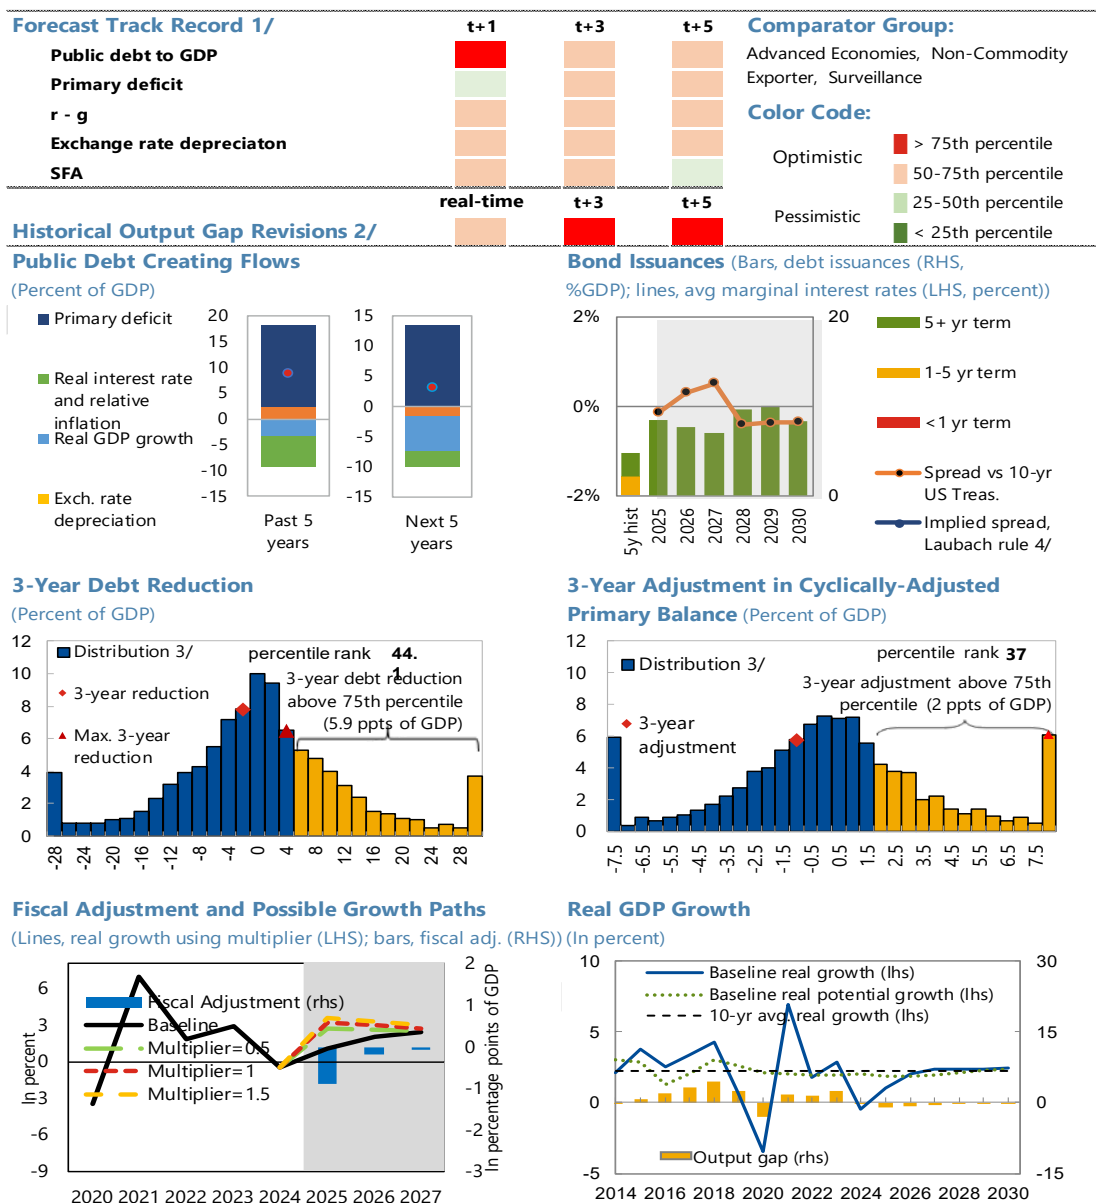 Forecast Track Record 1/
t+1 t+3 t+5
Comparator Group:
Public debt to GDP
Advanced Economies, Non-Commodity
Exporter, Surveillance
Primary deficit
r - g
Color Code:
Exchange rate depreciaton
SFA
Optimistic
> 75th percentile
50-75th percentile
Pessimistic
25-50th percentile
< 25th percentile
real-time t+3 t+5
Historical Output Gap Revisions 2/
Public Debt Creating Flows
(Percent of GDP)
Primary deficit
Real interest rate
and relative
inflation
Real GDP growth
Exch. rate
depreciation
20
15
10
5
0
-5
-10
-15
Past 5
years
15
10
5
0
-5
-10
-15
Next 5
years
Bond Issuances (Bars, debt issuances (RHS,
%GDP); lines, avg marginal interest rates (LHS, percent))
2%
0%
-2%
20
0
5y hist
2025
2026
2027
2028
2029
2030
5+ yr term
1-5 yr term
<1 yr term
Spread vs 10-yr
US Treas.
Implied spread,
Laubach rule 4/
3-Year Debt Reduction
(Percent of GDP)
12
10
8
6
4
2
0
Distribution 3/
3-year reduction
Max. 3-year
reduction
percentile rank 44.
1
3-year debt reduction
above 75th percentile
(5.9 ppts of GDP)
-28
-24
-20
-16
-12
-8
-4
0
4
8
12
16
20
24
28
3-Year Adjustment in Cyclically-Adjusted
Primary Balance (Percent of GDP)
12
10
8
6
4
2
0
Distribution 3/
3-year
adjustment
percentile rank 37
3-year adjustment above 75th
percentile (2 ppts of GDP)
-7.5
-6.5
-5.5
-4.5
-3.5
-2.5
-1.5
-0.5
0.5
1.5
2.5
3.5
4.5
5.5
6.5
7.5
Fiscal Adjustment and Possible Growth Paths
(Lines, real growth using multiplier (LHS); bars, fiscal adj. (RHS))
In percent
6
3
0
-3
-6
-9
Fiscal Adjustment (rhs)
Baseline
Multiplier=0.5
Multiplier=1
Multiplier=1.5
2
1
0
-1
-2
-3
In percentage points of GDP
2020 2021 2022 2023 2024 2025 2026 2027
Real GDP Growth
(In percent)
10
5
0
-5
Baseline real growth (lhs)
Baseline real potential growth (lhs)
10-yr avg. real growth (lhs)
Output gap (rhs)
30
15
0
-15
2014 2016 2018 2020 2022 2024 2026 2028 2030